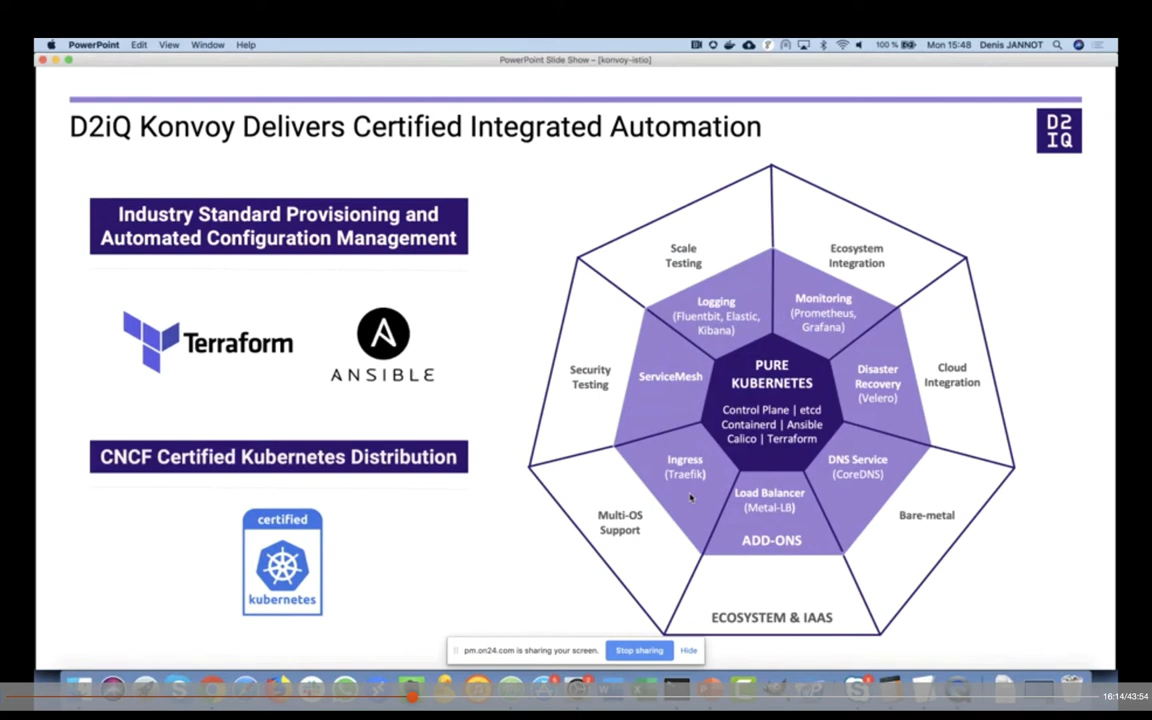 PowerPoint Edit View Window Help
100 % Mon 15:48 Denis JANNOT
PowerPoint Slide Show – [konvoy-istio]
D2iQ Konvoy Delivers Certified Integrated Automation
D2
IQ
Industry Standard Provisioning and
Automated Configuration Management
Terraform
A
ANSIBLE
CNCF Certified Kubernetes Distribution
certified
kubernetes
Scale
Testing
Ecosystem
Integration
Logging
(Fluentbit, Elastic,
Kibana)
Monitoring
(Prometheus,
Grafana)
Security
Testing
ServiceMesh
PURE
KUBERNETES
Control Plane | etcd
Containerd | Ansible
Calico | Terraform
Disaster
Recovery
(Velero)
Cloud
Integration
Ingress
(Traefik)
DNS Service
(CoreDNS)
Load Balancer
(Metal-LB)
ADD-ONS
Multi-OS
Support
Bare-metal
ECOSYSTEM & IAAS
pm.on24.com is sharing your screen. Stop sharing Hide
16:14/43:54